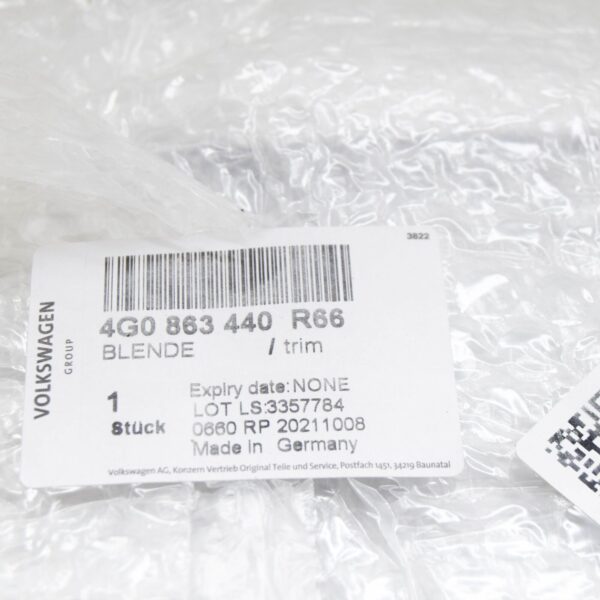 3822
VOLKSWAGEN
GROUP
4G0 863 440 R66
BLENDE / trim
1
Stück
Expiry date:NONE
LOT LS:3357784
0660 RP 20211008
Made in Germany
Volkswagen AG, Konzern Vertrieb Original Teile und Service, Postfach 1451, 34219 Baunatal